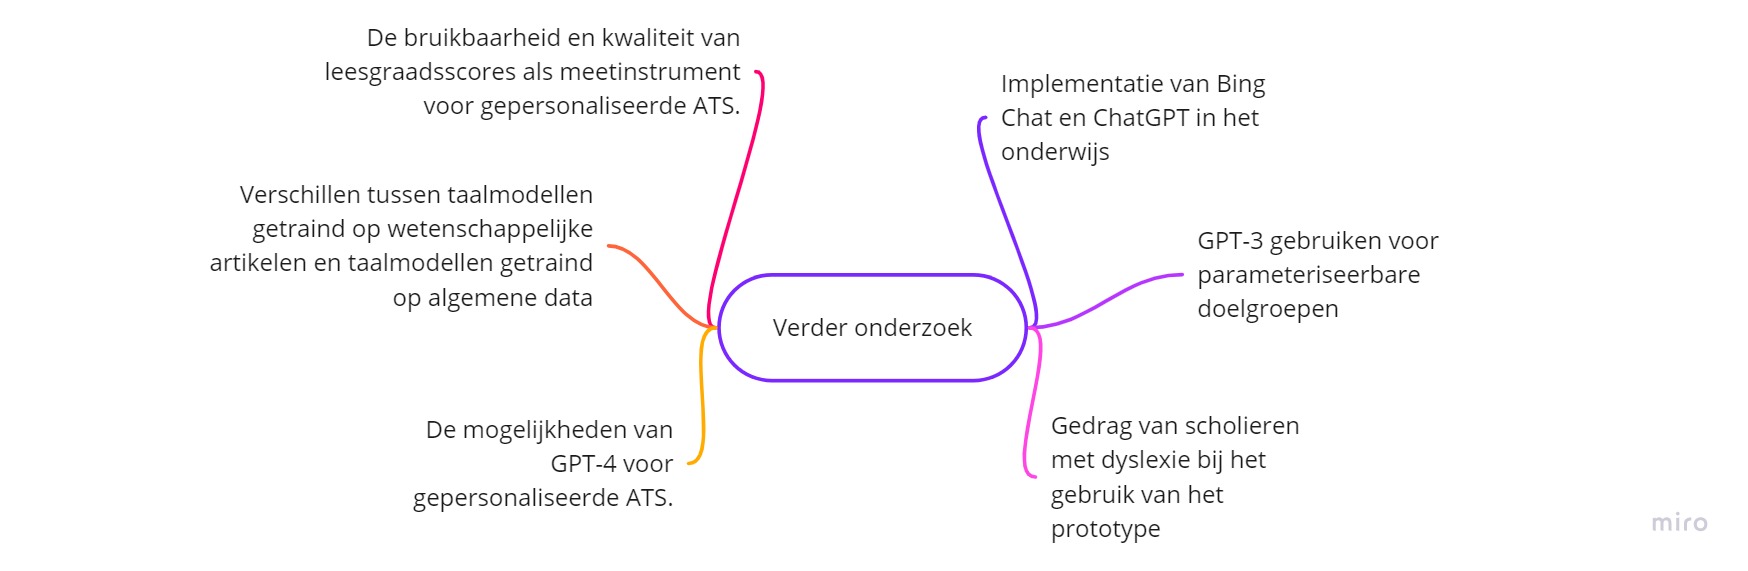 De bruikbaarheid en kwaliteit van
leesgraadsscores als meetinstrument
voor gepersonaliseerde ATS.
Verschillen tussen taalmodellen
getraind op wetenschappelijke
artikelen en taalmodellen getraind
op algemene data
De mogelijkheden van
GPT-4 voor
gepersonaliseerde ATS.
Verder onderzoek
Implementatie van Bing
Chat en ChatGPT in het
onderwijs
GPT-3 gebruiken voor
parameteriseerbare
doelgroepen
Gedrag van scholieren
met dyslexie bij het
gebruik van het
prototype
miro